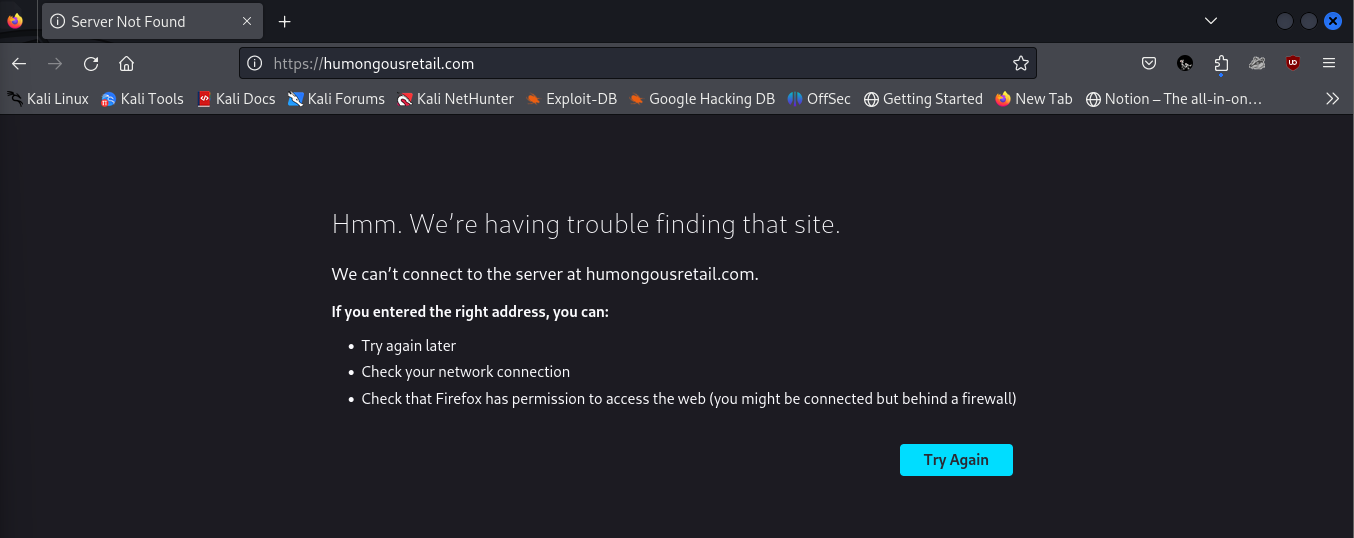 Server Not Found
https://humongousretail.com
Kali Linux Kali Tools Kali Docs Kali Forums Kali NetHunter Exploit-DB Google Hacking DB OffSec Getting Started New Tab Notion – The all-in-on…
Hmm. We’re having trouble finding that site.
We can’t connect to the server at humongousretail.com.
If you entered the right address, you can:
• Try again later
• Check your network connection
• Check that Firefox has permission to access the web (you might be connected but behind a firewall)
Try Again